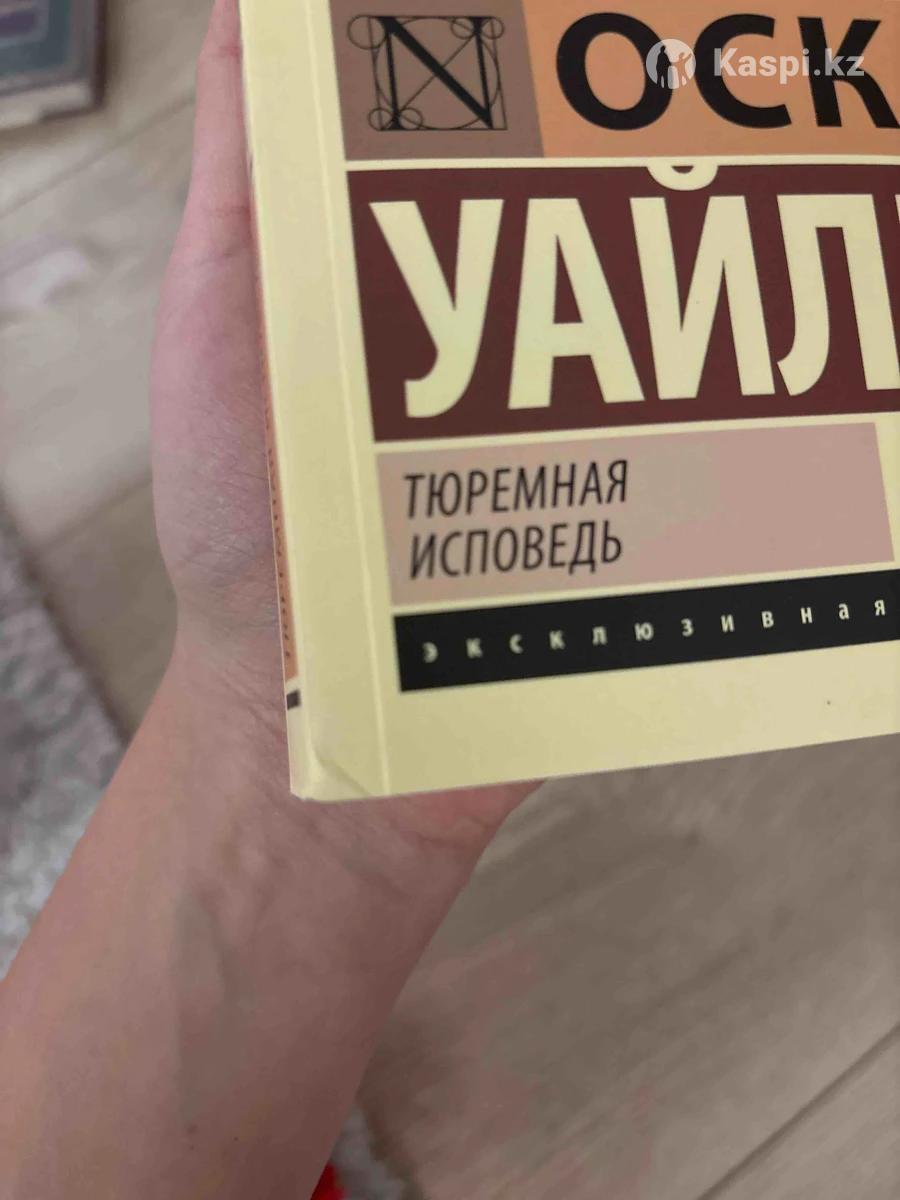 N ОСК
Kaspi.kz
УАЙЛ
ТЮРЕМНАЯ
ИСПОВЕДЬ
эксклюзивная